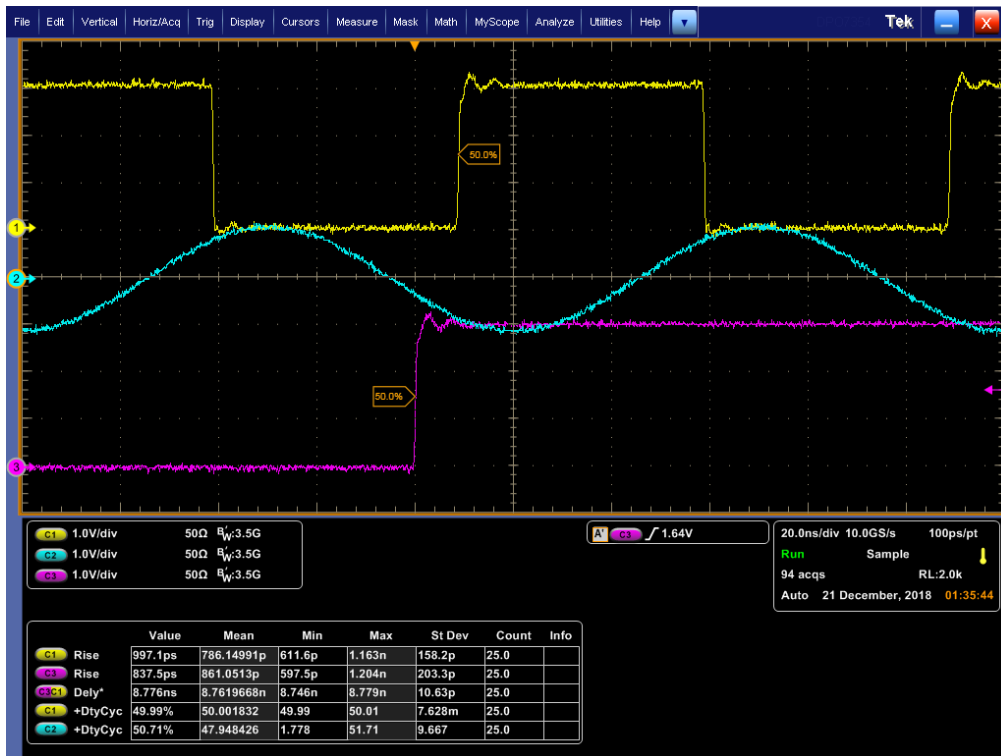 File Edit Vertical Horiz/Acq Trig Display Cursors Measure Mask Math MyScope Analyze Utilities Help Tek X
50.0%
1
2
50.0%
3
C1 1.0V/div 50Ω BW:3.5G
C2 1.0V/div 50Ω BW:3.5G
C3 1.0V/div 50Ω BW:3.5G
A' C3 1.64V
20.0ns/div 10.0GS/s 100ps/pt
Run Sample
94 acqs RL:2.0k
Auto 21 December, 2018 01:35:44
Value Mean Min Max St Dev Count Info
C1 Rise 997.1ps 786.14991p 611.6p 1.163n 158.2p 25.0
C3 Rise 837.5ps 861.0513p 597.5p 1.204n 203.3p 25.0
C3C1 Dely* 8.776ns 8.7619668n 8.746n 8.779n 10.63p 25.0
C1 +DtyCyc 49.99% 50.001832 49.99 50.01 7.628m 25.0
C2 +DtyCyc 50.71% 47.948426 1.778 51.71 9.667 25.0